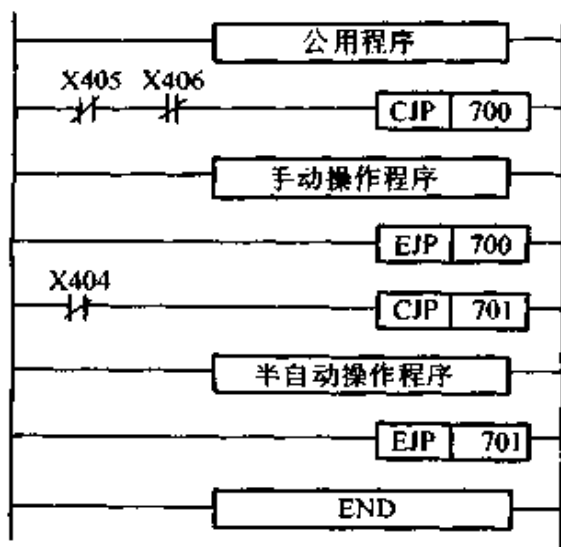 公用程序
X405 X406
CJP 700
手动操作程序
EJP 700
X404
CJP 701
半自动操作程序
EJP 701
END